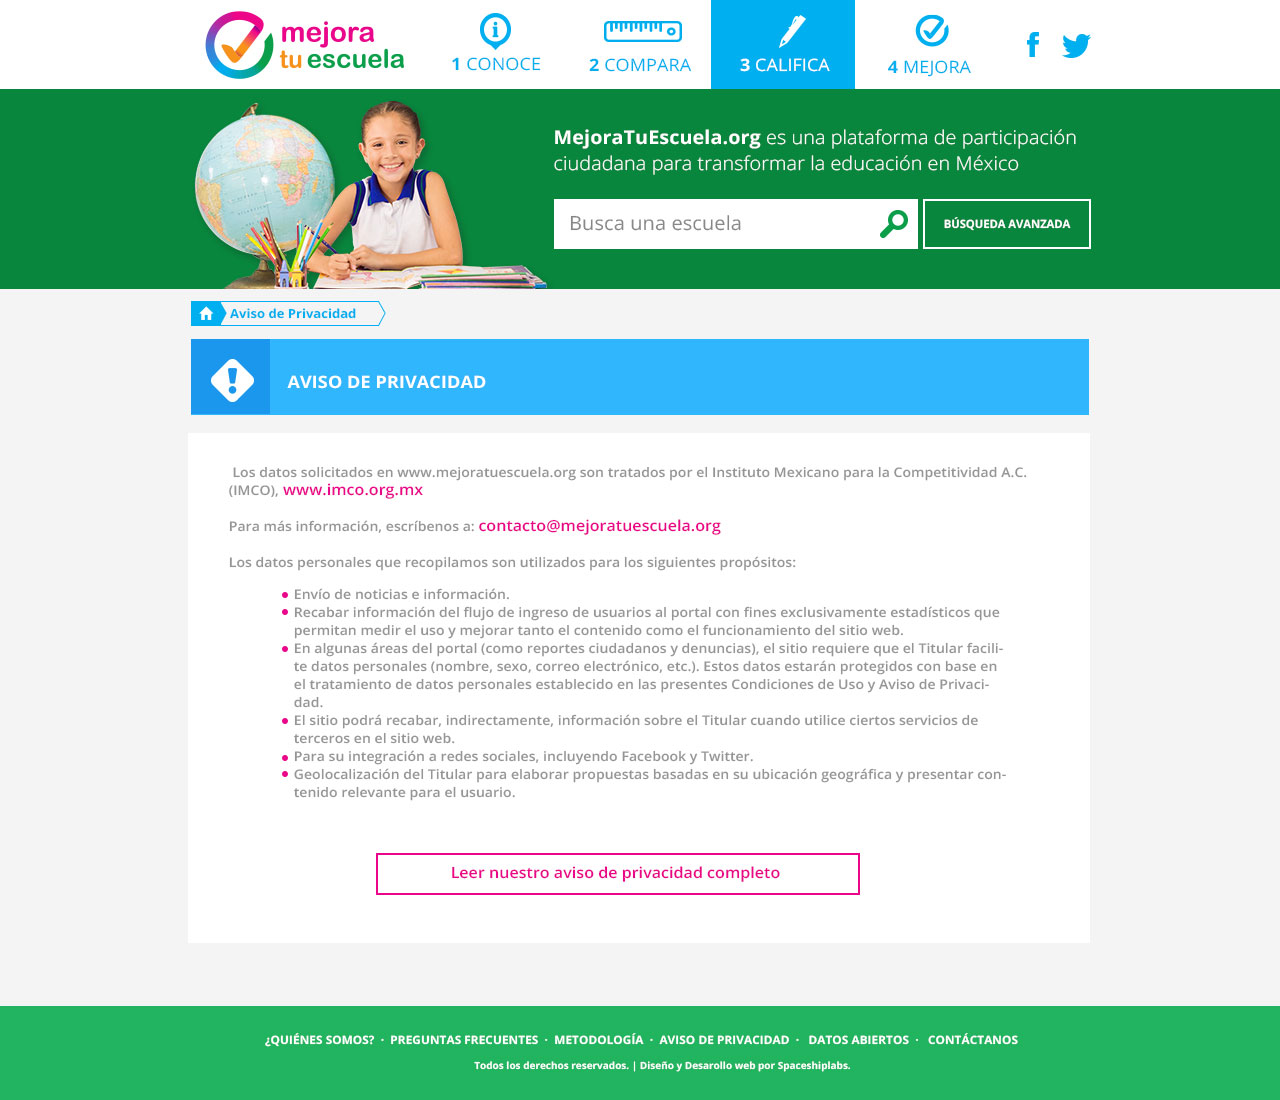 mejora
tu escuela
1 CONOCE
2 COMPARA
3 CALIFICA
4 MEJORA
MejoraTuEscuela.org es una plataforma de participación
ciudadana para transformar la educación en México
Busca una escuela
BÚSQUEDA AVANZADA
Aviso de Privacidad
AVISO DE PRIVACIDAD
Los datos solicitados en www.mejoratuescuela.org son tratados por el Instituto Mexicano para la Competitividad A.C.
(IMCO), www.imco.org.mx
Para más información, escríbenos a: contacto@mejoratuescuela.org
Los datos personales que recopilamos son utilizados para los siguientes propósitos:
• Envío de noticias e información.
• Recabar información del flujo de ingreso de usuarios al portal con fines exclusivamente estadísticos que
permitan medir el uso y mejorar tanto el contenido como el funcionamiento del sitio web.
• En algunas áreas del portal (como reportes ciudadanos y denuncias), el sitio requiere que el Titular facili-
te datos personales (nombre, sexo, correo electrónico, etc.). Estos datos estarán protegidos con base en
el tratamiento de datos personales establecido en las presentes Condiciones de Uso y Aviso de Privaci-
dad.
• El sitio podrá recabar, indirectamente, información sobre el Titular cuando utilice ciertos servicios de
terceros en el sitio web.
• Para su integración a redes sociales, incluyendo Facebook y Twitter.
• Geolocalización del Titular para elaborar propuestas basadas en su ubicación geográfica y presentar con-
tenido relevante para el usuario.
Leer nuestro aviso de privacidad completo
¿QUIÉNES SOMOS? · PREGUNTAS FRECUENTES · METODOLOGÍA · AVISO DE PRIVACIDAD · DATOS ABIERTOS · CONTÁCTANOS
Todos los derechos reservados. | Diseño y Desarollo web por Spaceshiplabs.